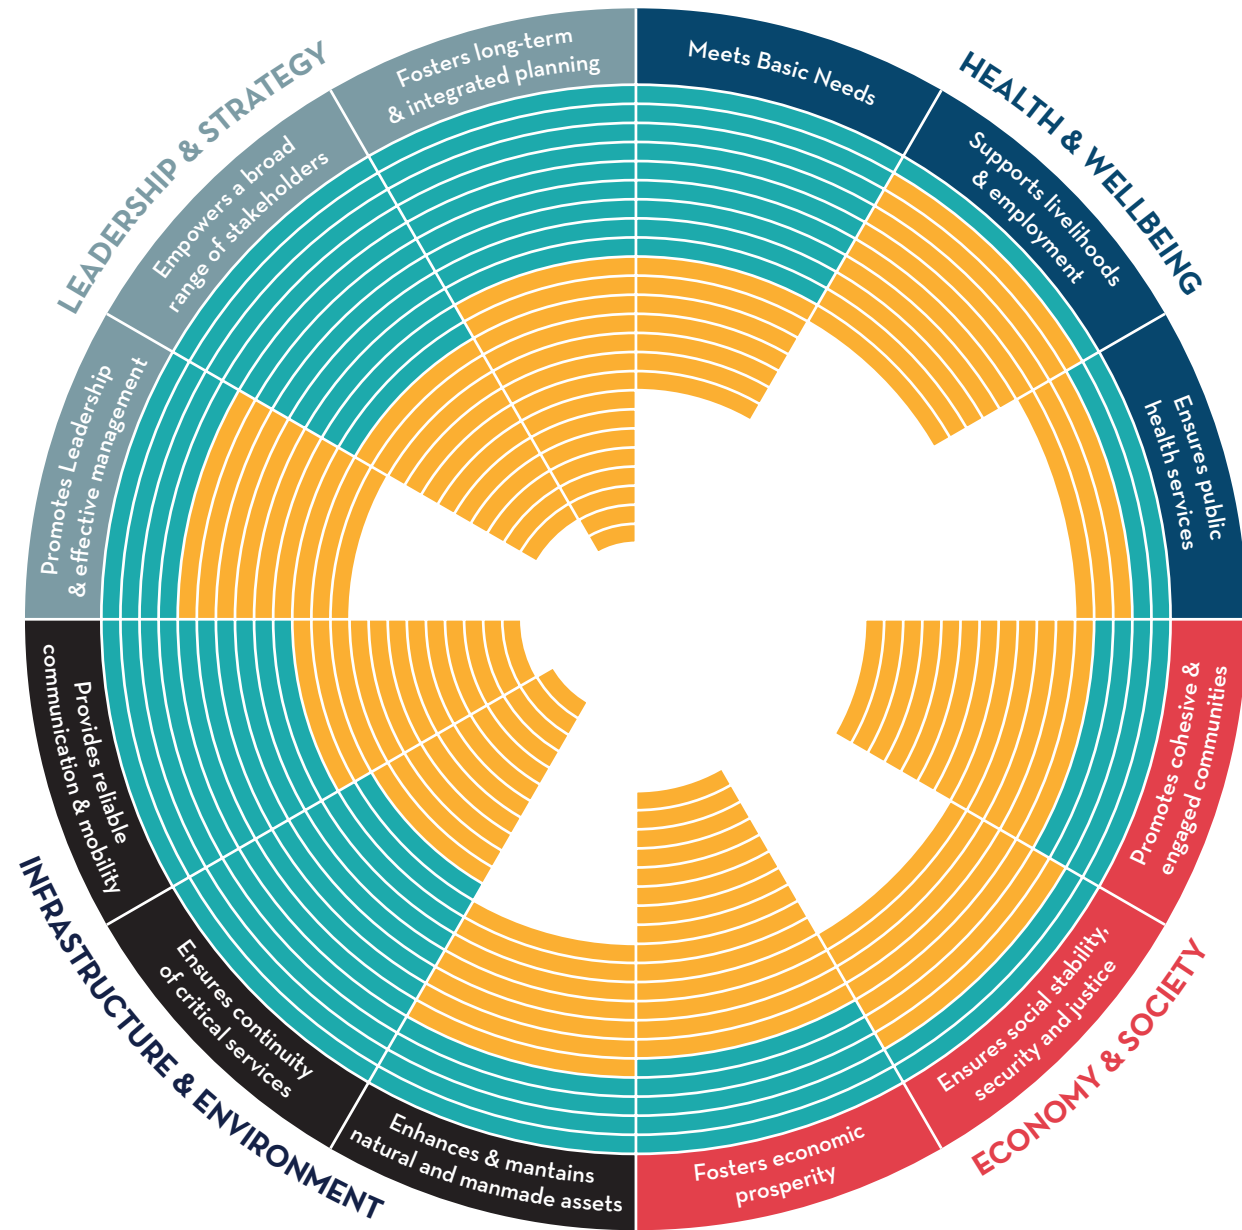 LEADERSHIP & STRATEGY
Fosters long-term
& integrated planning
Empowers a broad
range of stakeholders
Promotes Leadership
& effective management
HEALTH & WELLBEING
Meets Basic Needs
Supports livelihoods
& employment
Ensures public
health services
ECONOMY & SOCIETY
Promotes cohesive &
engaged communities
Ensures social stability,
security and justice
Fosters economic
prosperity
INFRASTRUCTURE & ENVIRONMENT
Enhances & mantains
natural and manmade assets
Ensures continuity
of critical services
Provides reliable
communication & mobility